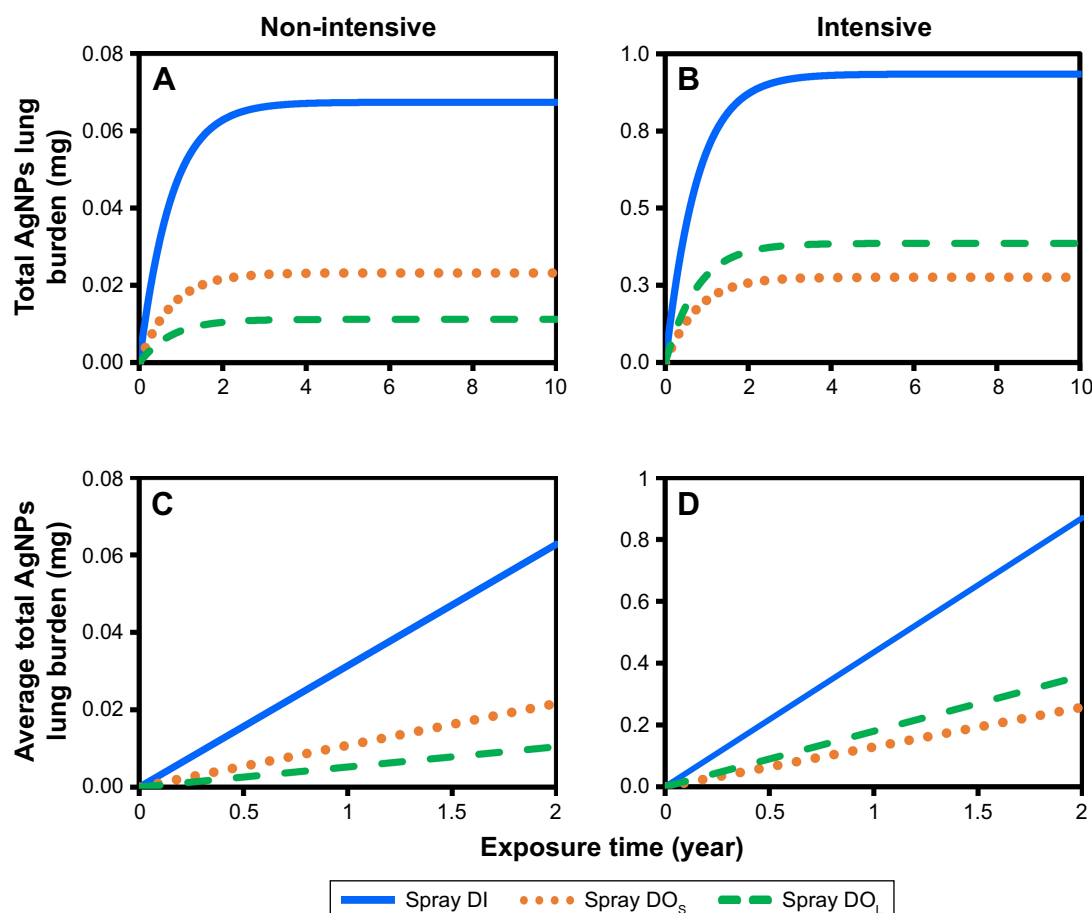 Non-intensive
Intensive
Total AgNPs lung
burden (mg)
A
0.08
0.06
0.04
0.02
0.00
0 2 4 6 8 10
B
1.0
0.8
0.5
0.3
0.0
0 2 4 6 8 10
Average total AgNPs
lung burden (mg)
C
0.08
0.06
0.04
0.02
0.00
0 0.5 1 1.5 2
D
1
0.8
0.6
0.4
0.2
0.0
0 0.5 1 1.5 2
Exposure time (year)
Spray DI Spray DOS Spray DOL